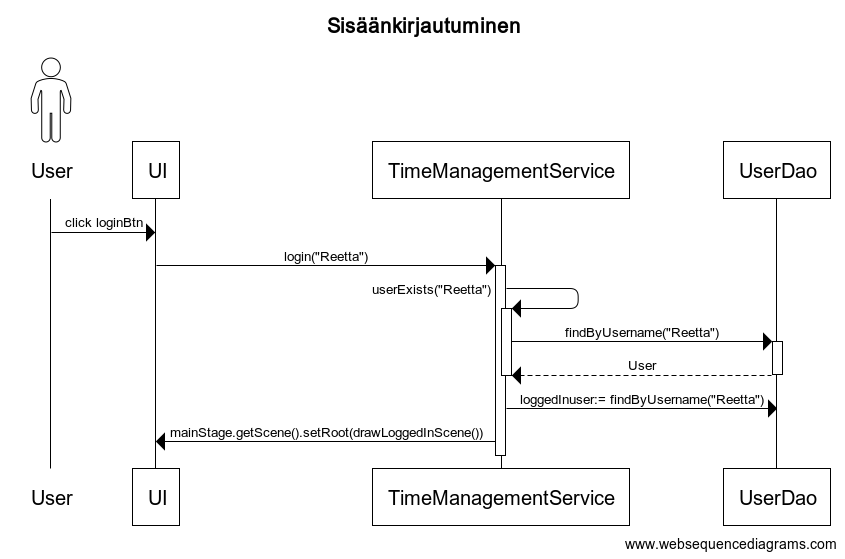 Sisäänkirjautuminen
User
UI
TimeManagementService
UserDao
click loginBtn
login("Reetta")
userExists("Reetta")
findByUsername("Reetta")
User
loggedInuser:= findByUsername("Reetta")
mainStage.getScene().setRoot(drawLoggedInScene())
User
UI
TimeManagementService
UserDao
www.websequencediagrams.com